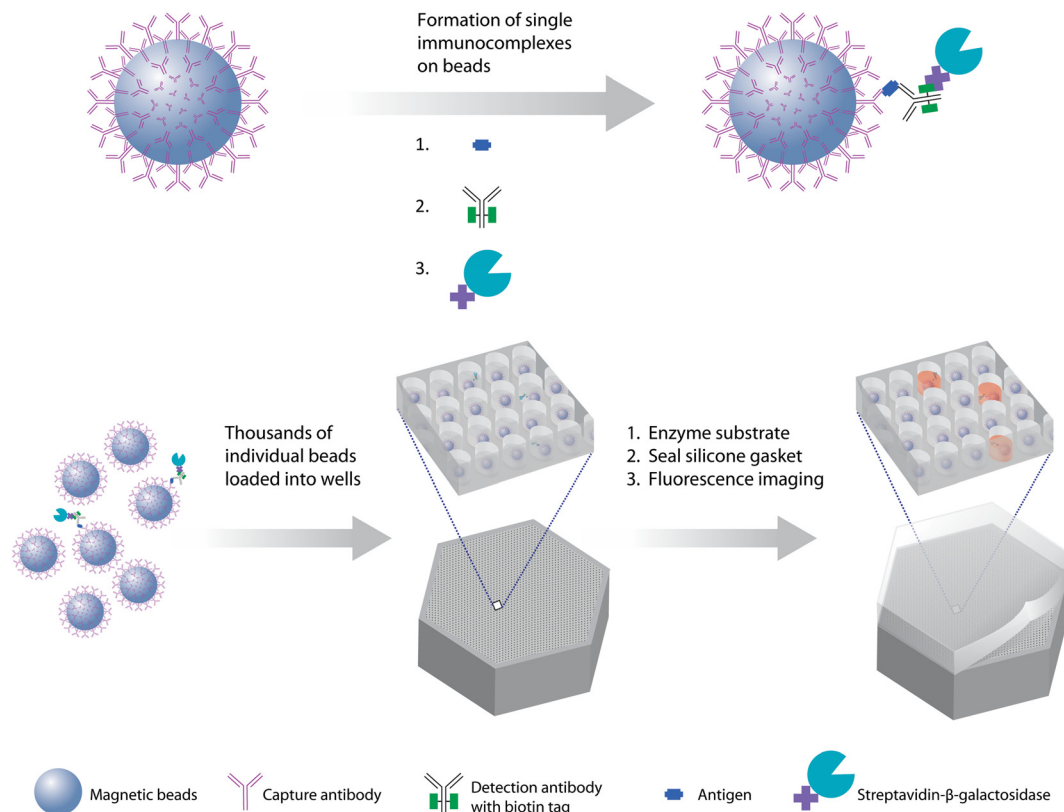 Formation of single
immunocomplexes
on beads
1.
2.
3.
Thousands of
individual beads
loaded into wells
1. Enzyme substrate
2. Seal silicone gasket
3. Fluorescence imaging
Magnetic beads
Capture antibody
Detection antibody
with biotin tag
Antigen
Streptavidin-β-galactosidase